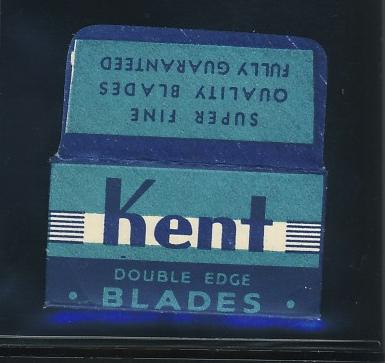 SUPER FINE
QUALITY BLADES
FULLY GUARANTEED
Kent
DOUBLE EDGE
• BLADES •